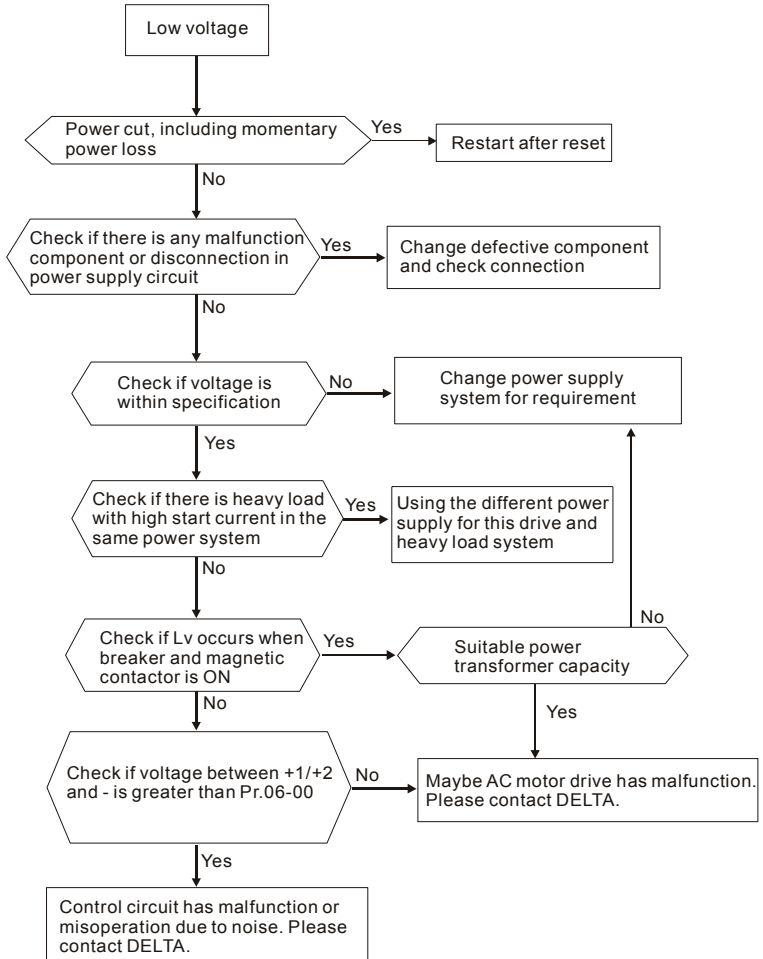 Low voltage
Power cut, including momentary
power loss
Yes
Restart after reset
No
Check if there is any malfunction
component or disconnection in
power supply circuit
Yes
Change defective component
and check connection
No
Check if voltage is
within specification
No
Change power supply
system for requirement
Yes
Check if there is heavy load
with high start current in the
same power system
Yes
Using the different power
supply for this drive and
heavy load system
No
Check if Lv occurs when
breaker and magnetic
contactor is ON
Yes
Suitable power
transformer capacity
No
No
Yes
Check if voltage between +1/+2
and - is greater than Pr.06-00
No
Maybe AC motor drive has malfunction.
Please contact DELTA.
Yes
Control circuit has malfunction or
misoperation due to noise. Please
contact DELTA.